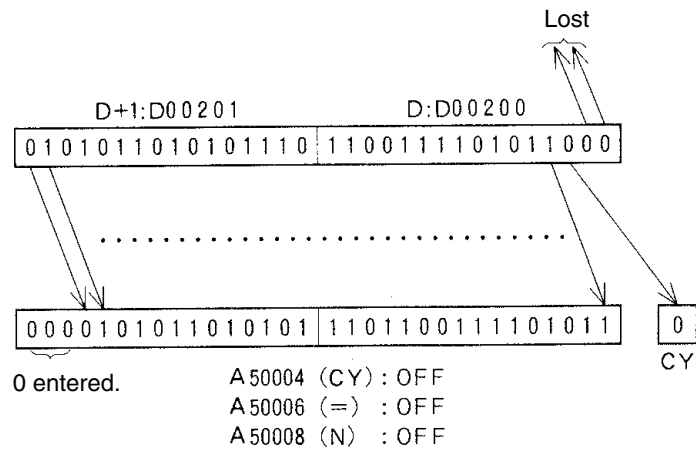 Lost
D+1:D00201 D:D00200
0101011010101110 1100111101011000
. . . . . . . . . . . . . . . . . . . . . . . . . . . . . .
0000101011010101 1101100111101011 0
CY
0 entered.
A50004 (CY) : OFF
A50006 (=) : OFF
A50008 (N) : OFF